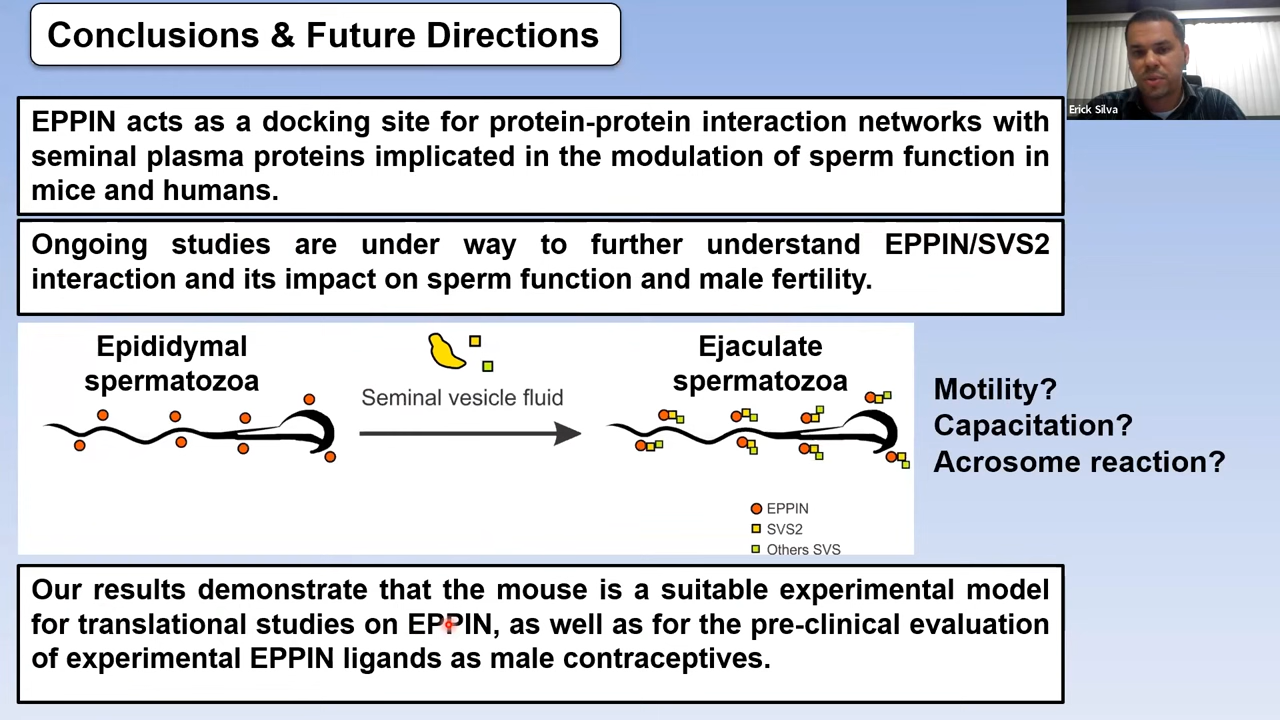 Conclusions & Future Directions
Erick Silva
EPPIN acts as a docking site for protein-protein interaction networks with
seminal plasma proteins implicated in the modulation of sperm function in
mice and humans.
Ongoing studies are under way to further understand EPPIN/SVS2
interaction and its impact on sperm function and male fertility.
Epididymal
spermatozoa
Seminal vesicle fluid
Ejaculate
spermatozoa
Motility?
Capacitation?
Acrosome reaction?
EPPIN
SVS2
Others SVS
Our results demonstrate that the mouse is a suitable experimental model
for translational studies on EPPIN, as well as for the pre-clinical evaluation
of experimental EPPIN ligands as male contraceptives.